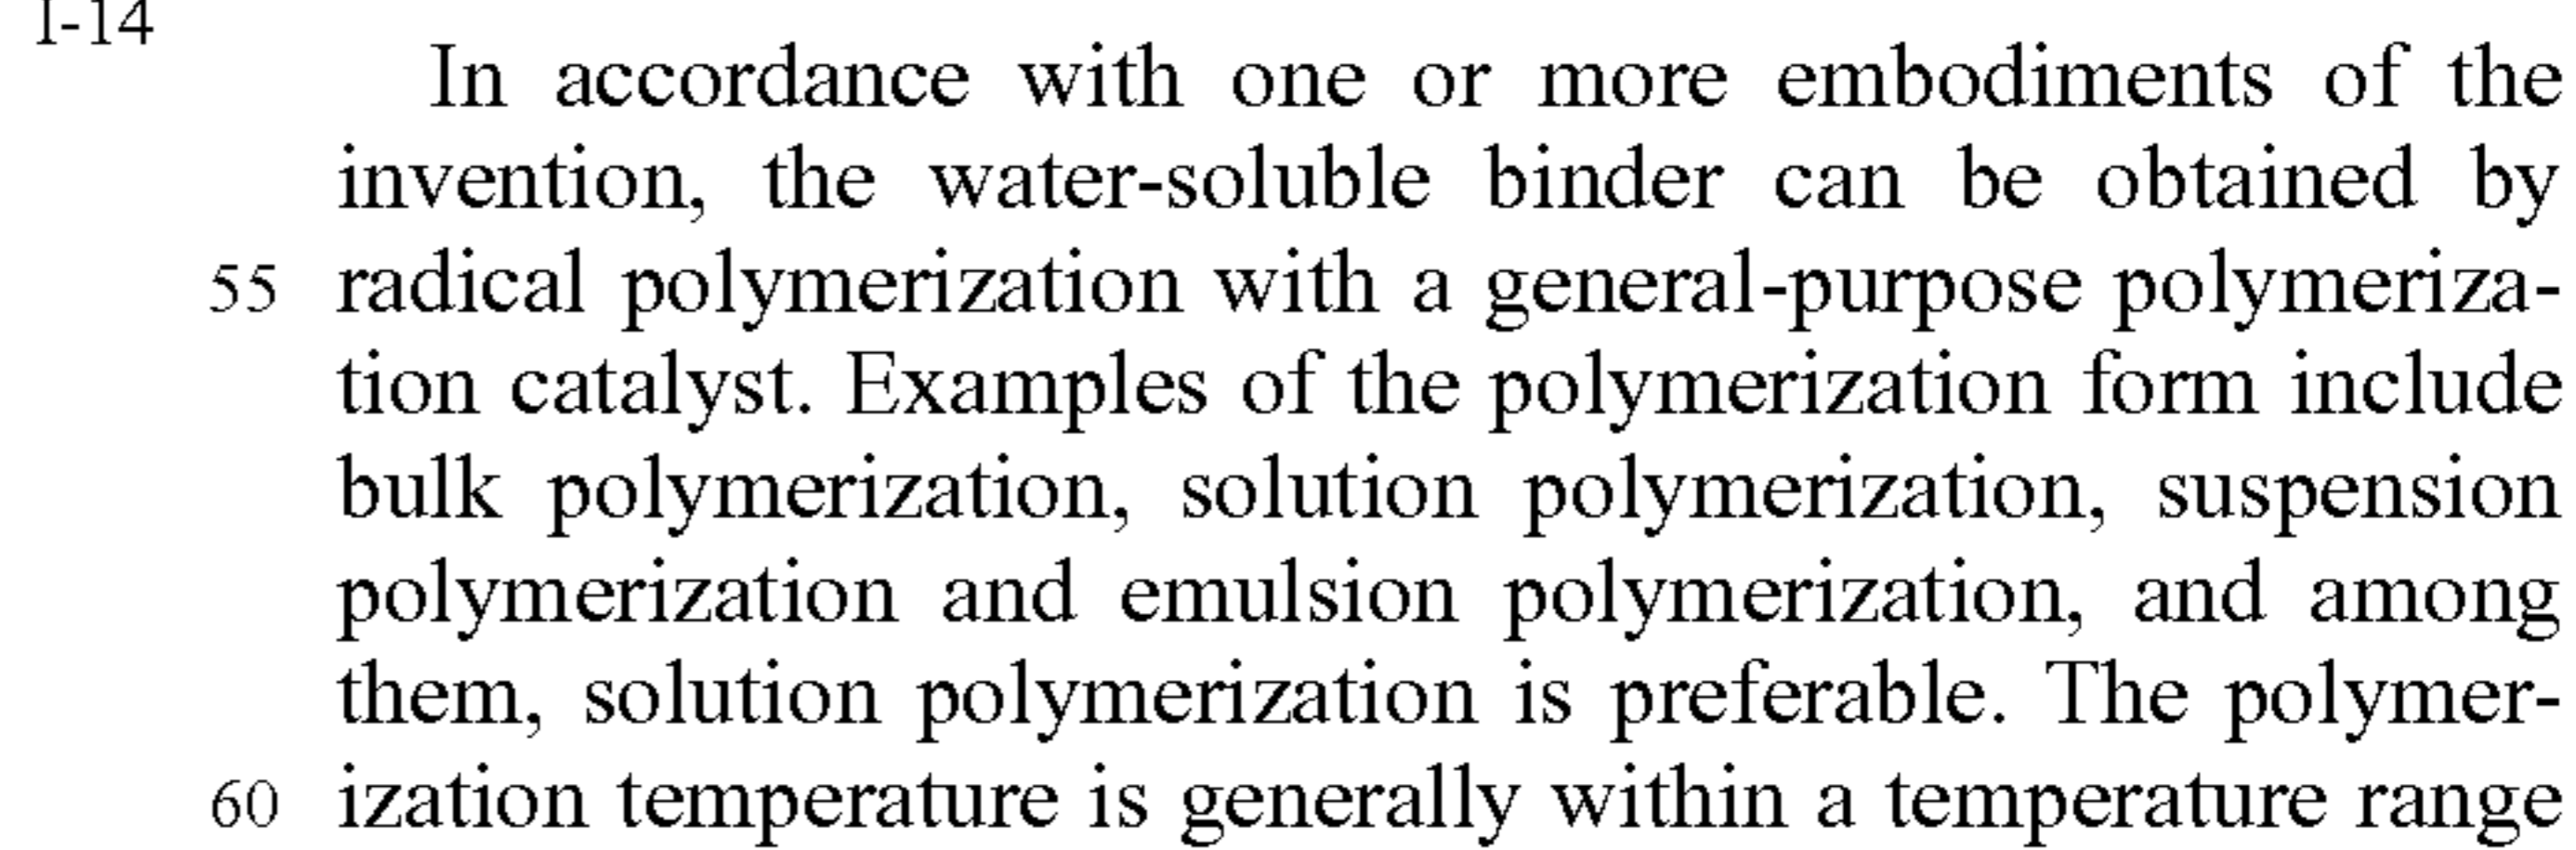 I-14
In accordance with one or more embodiments of the
invention, the water-soluble binder can be obtained by
55 radical polymerization with a general-purpose polymeriza-
tion catalyst. Examples of the polymerization form include
bulk polymerization, solution polymerization, suspension
polymerization and emulsion polymerization, and among
them, solution polymerization is preferable. The polymer-
60 ization temperature is generally within a temperature range